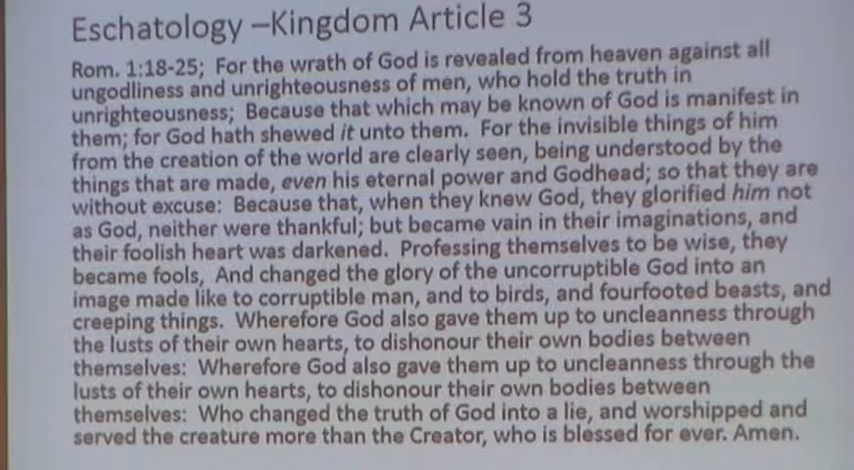 Eschatology –Kingdom Article 3
Rom. 1:18-25; For the wrath of God is revealed from heaven against all
ungodliness and unrighteousness of men, who hold the truth in
unrighteousness; Because that which may be known of God is manifest in
them; for God hath shewed it unto them. For the invisible things of him
from the creation of the world are clearly seen, being understood by the
things that are made, even his eternal power and Godhead; so that they are
without excuse: Because that, when they knew God, they glorified him not
as God, neither were thankful; but became vain in their imaginations, and
their foolish heart was darkened. Professing themselves to be wise, they
became fools, And changed the glory of the uncorruptible God into an
image made like to corruptible man, and to birds, and fourfooted beasts, and
creeping things. Wherefore God also gave them up to uncleanness through
the lusts of their own hearts, to dishonour their own bodies between
themselves: Wherefore God also gave them up to uncleanness through the
lusts of their own hearts, to dishonour their own bodies between
themselves: Who changed the truth of God into a lie, and worshipped and
served the creature more than the Creator, who is blessed for ever. Amen.